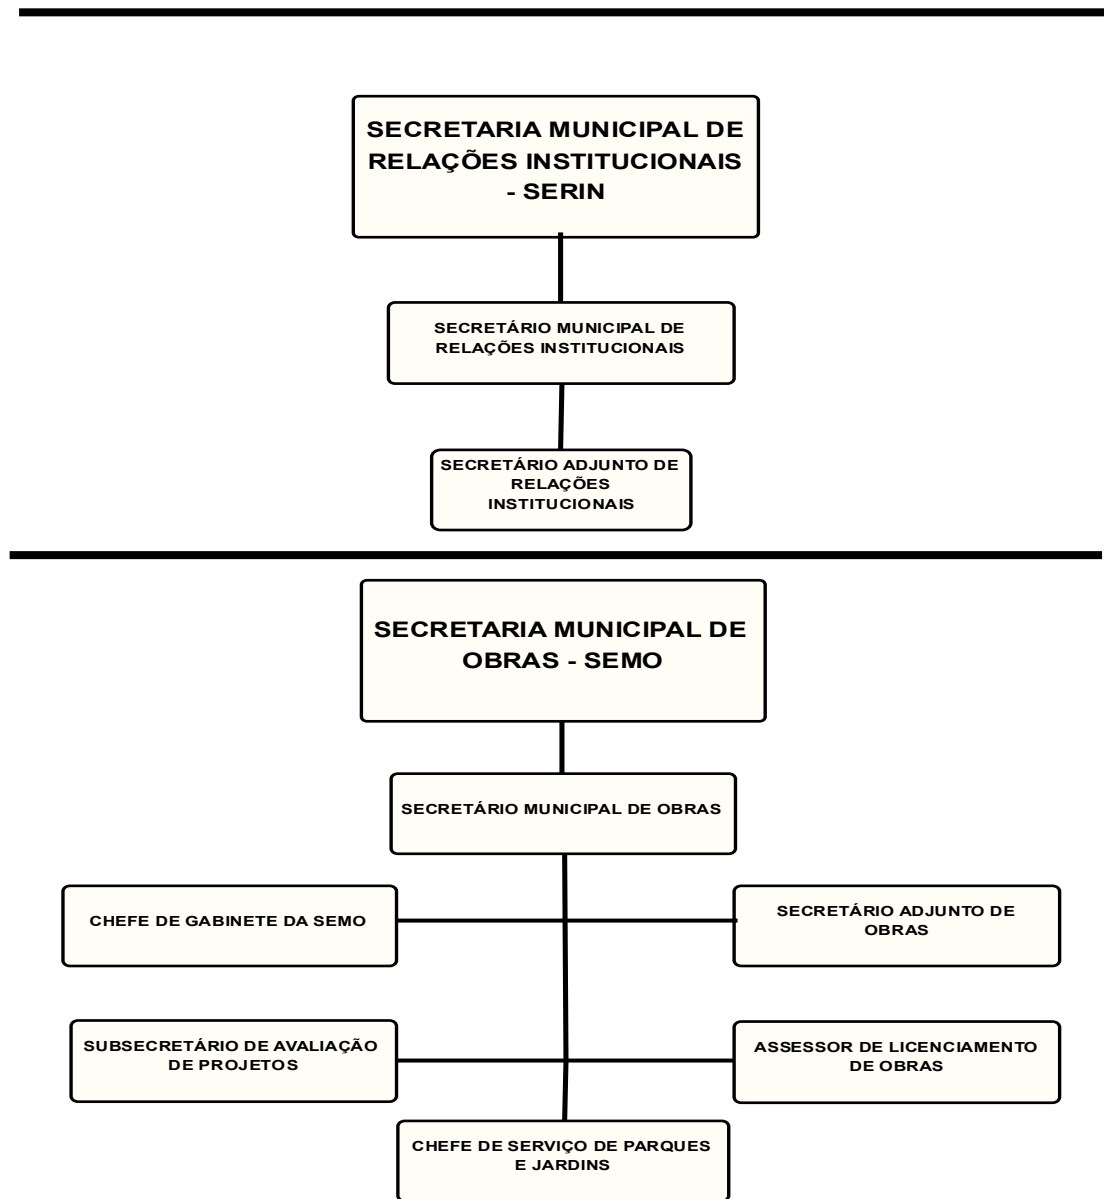 SECRETARIA MUNICIPAL DE
RELAÇÕES INSTITUCIONAIS
- SERIN
SECRETÁRIO MUNICIPAL DE
RELAÇÕES INSTITUCIONAIS
SECRETÁRIO ADJUNTO DE
RELAÇÕES
INSTITUCIONAIS
SECRETARIA MUNICIPAL DE
OBRAS - SEMO
SECRETÁRIO MUNICIPAL DE OBRAS
CHEFE DE GABINETE DA SEMO
SECRETÁRIO ADJUNTO DE
OBRAS
SUBSECRETÁRIO DE AVALIAÇÃO
DE PROJETOS
ASSESSOR DE LICENCIAMENTO
DE OBRAS
CHEFE DE SERVIÇO DE PARQUES
E JARDINS